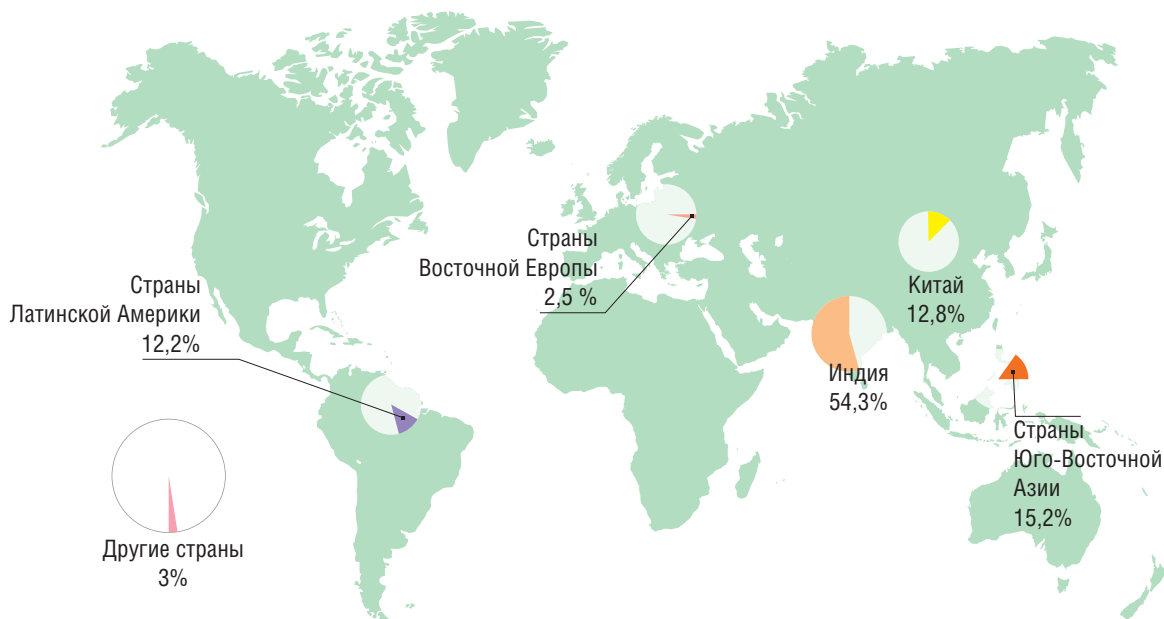 Страны
Латинской Америки
12,2%
Страны
Восточной Европы
2,5 %
Китай
12,8%
Индия
54,3%
Страны
Юго-Восточной
Азии
15,2%
Другие страны
3%